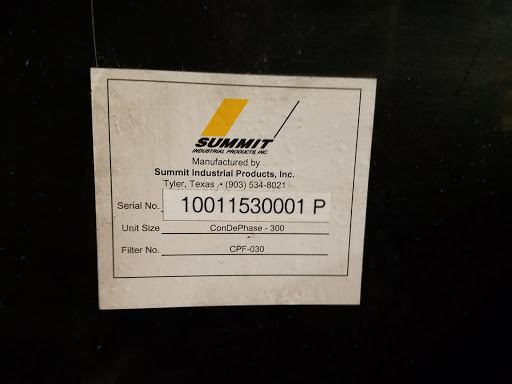 SUMMIT
INDUSTRIAL PRODUCTS, INC.
Manufactured by
Summit Industrial Products, Inc.
Tyler, Texas • (903) 534-8021
Serial No. 10011530001 P
Unit Size ConDePhase - 300
Filter No. CPF-030